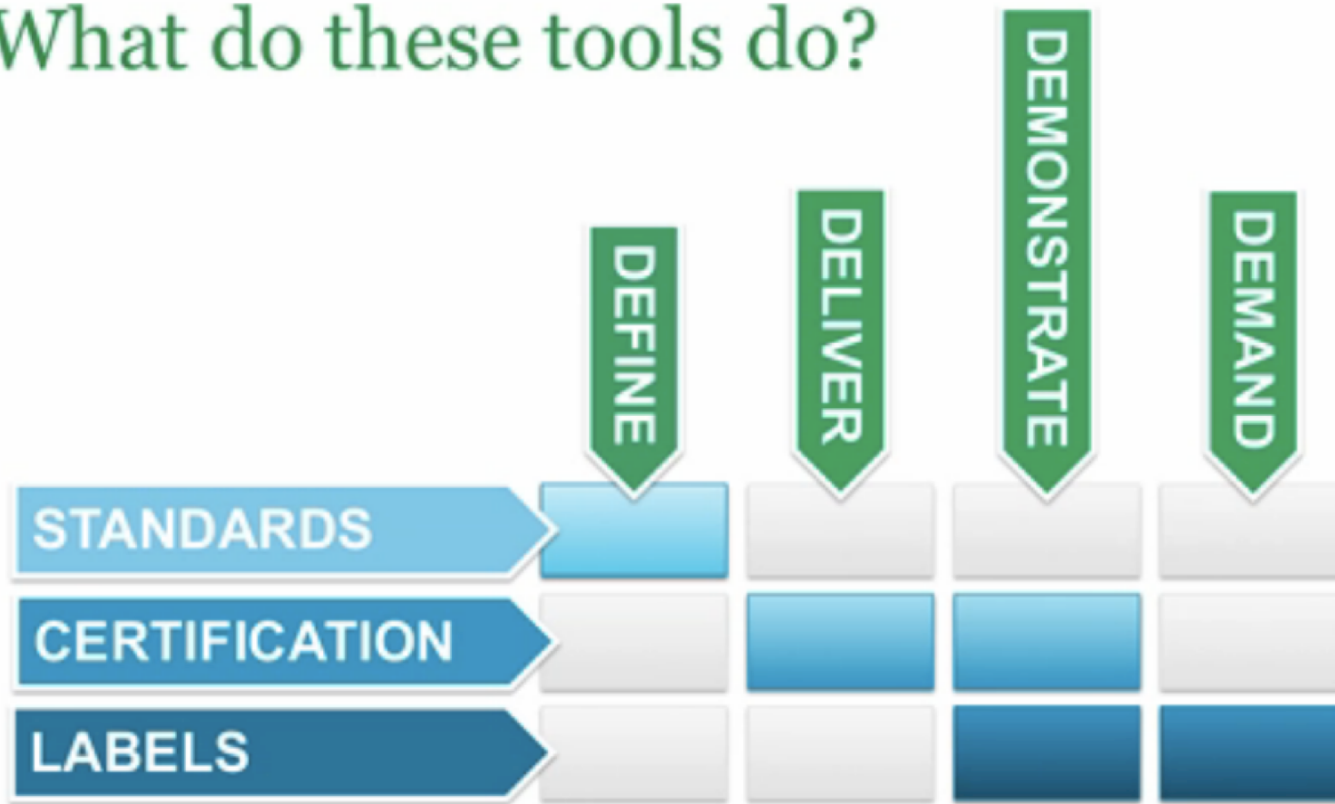 What do these tools do?
DEFINE
DELIVER
DEMONSTRATE
DEMAND
STANDARDS
CERTIFICATION
LABELS